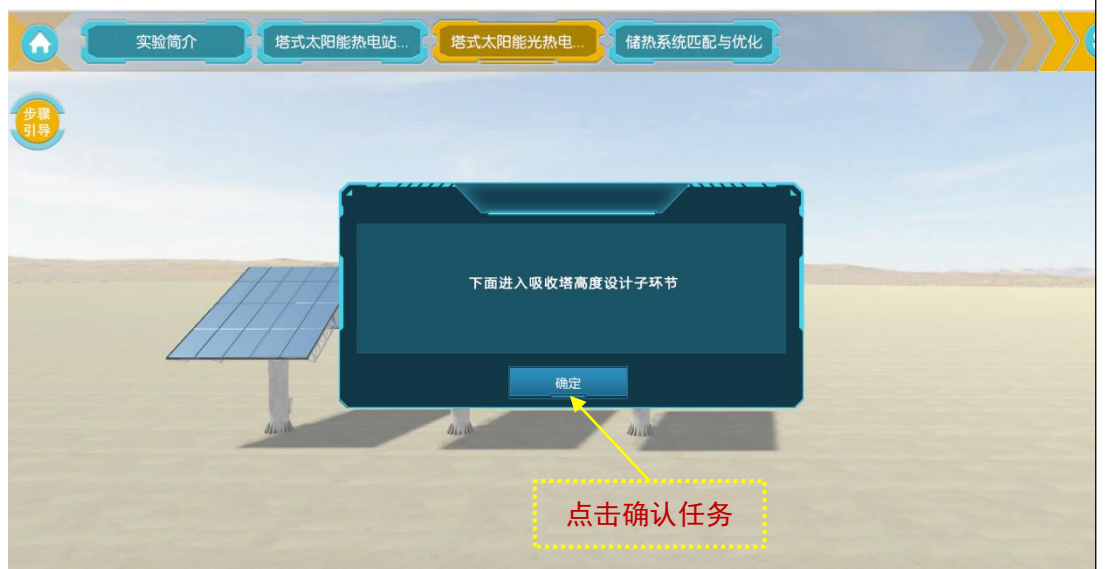 实验简介
塔式太阳能热电站...
塔式太阳能光热电...
储热系统匹配与优化
步骤
引导
下面进入吸收塔高度设计子环节
确定
点击确认任务